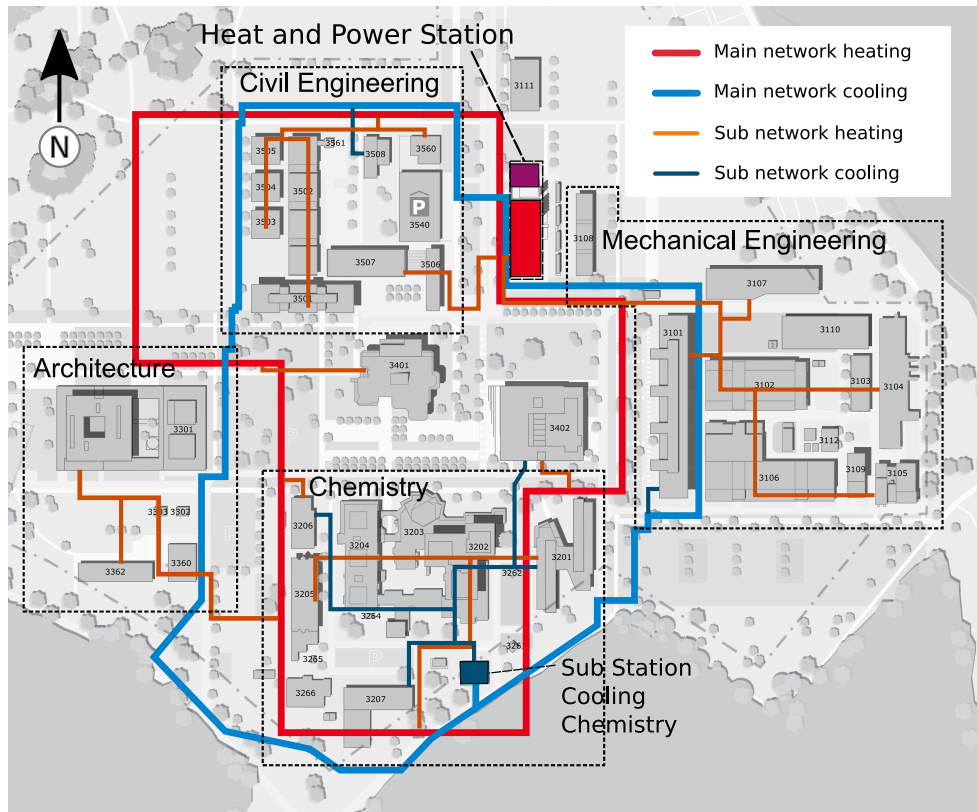 Heat and Power Station
Main network heating
Main network cooling
Sub network heating
Sub network cooling
N
Civil Engineering
3111
3505
3561
3508
3560
3504
3502
3503
P
3540
3108
Mechanical Engineering
3507
3506
3107
3501
3101
3110
Architecture
3401
3102
3103
3104
3301
3402
3112
3106
3109
3105
Chemistry
3303
3302
3206
3204
3203
3202
3201
3360
3362
3205
3262
3264
3265
P
3266
3207
Sub Station
Cooling
Chemistry